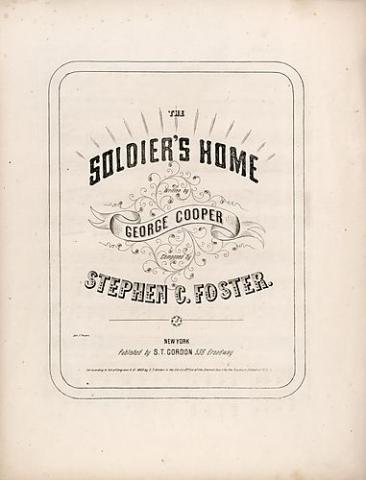 THE
SOLDIER'S HOME
Written by
GEORGE COOPER
Composed by
STEPHEN C. FOSTER.
NEW YORK
Published by S. T. GORDON 538 Broadway